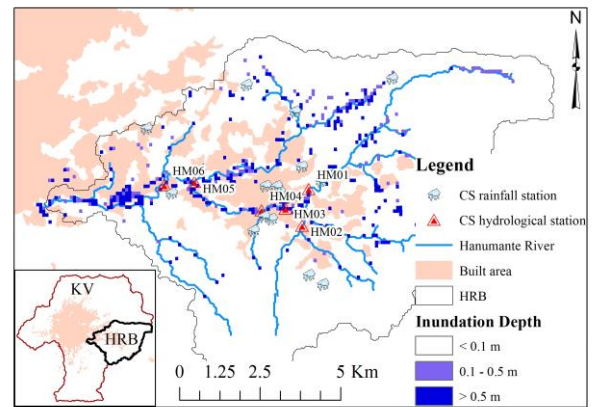 N
HM06
HM05
HM01
HM04
HM03
HM02
Legend
CS rainfall station
CS hydrological station
Hanumante River
Built area
HRB
Inundation Depth
< 0.1 m
0.1 - 0.5 m
> 0.5 m
KV
HRB
0 1.25 2.5 5 Km